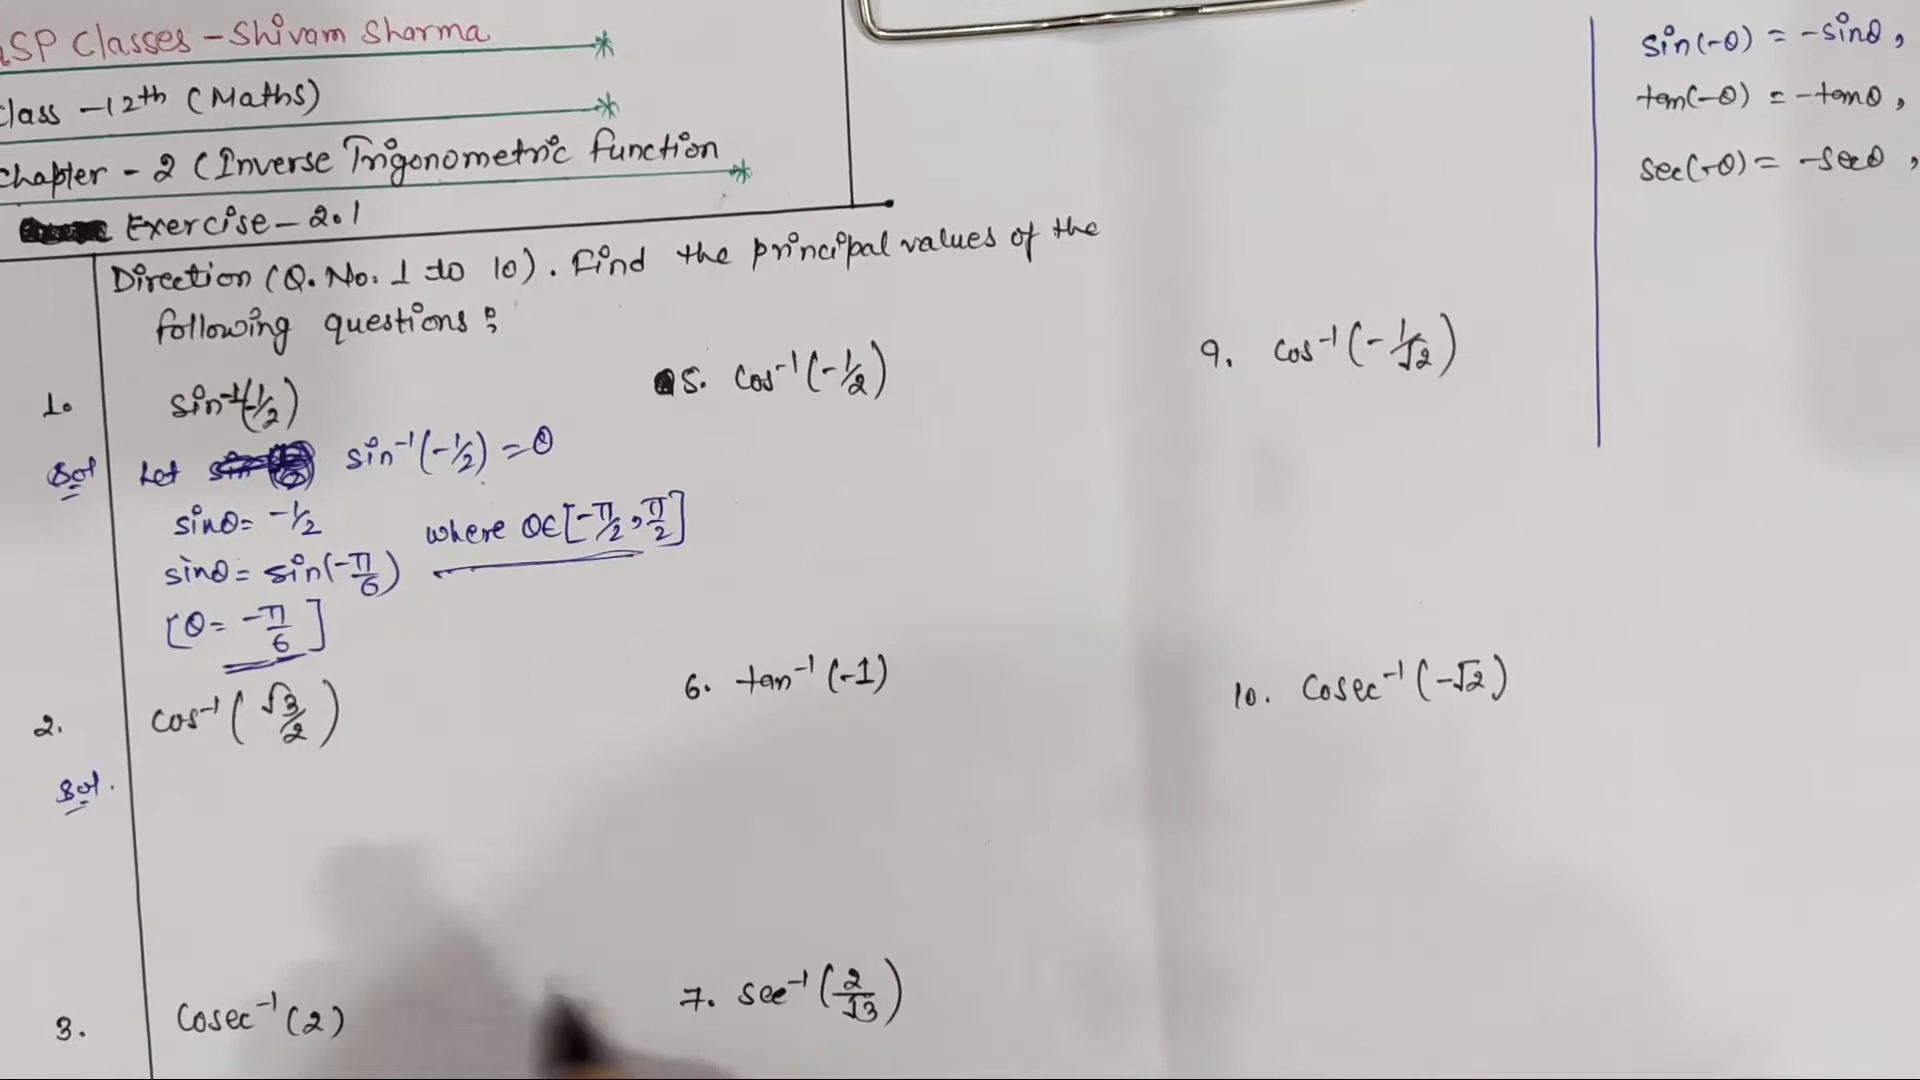 SP Classes - Shivam Sharma
Class - 12th (Maths)
Chapter - 2 (Inverse Trigonometric function
Exercise - 2.1
Direction (Q. No. 1 to 10). Find the principal values of the
following questions :
1. sin⁻¹(-1/2)
Sol Let sin⁻¹(-1/2) = θ
sinθ = -1/2
where θ∈[-π/2, π/2]
sinθ = sin(-π/6)
[θ = -π/6]
2. cos⁻¹(√3/2)
Sol.
3. Cosec⁻¹(2)
5. Cos⁻¹(-1/2)
6. tan⁻¹(-1)
7. sec⁻¹(2/√3)
9. cos⁻¹(-1/√2)
10. Cosec⁻¹(-√2)
sin(-θ) = -sinθ,
tan(-θ) = -tanθ,
sec(-θ) = -secθ,